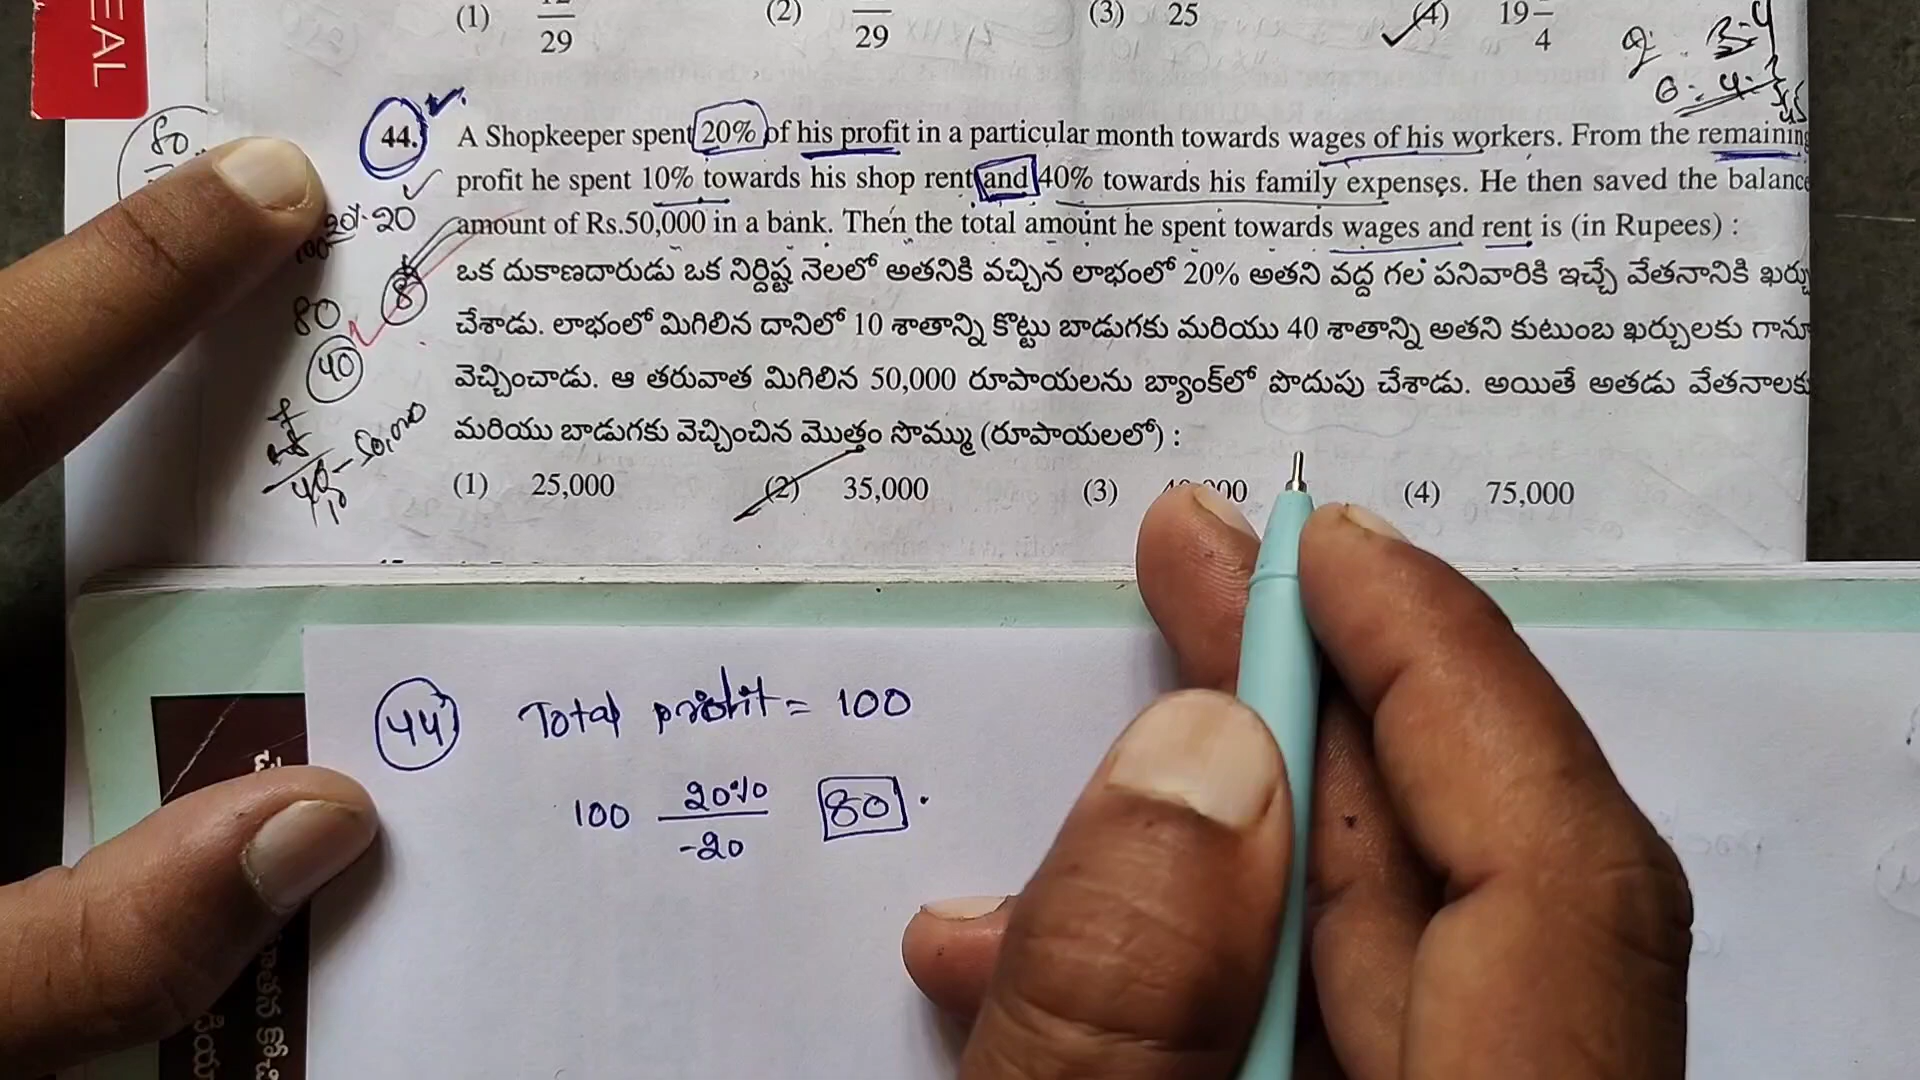 EAL
(1) 29 (2) 29 (3) 25 (4) 19 4
80
44. A Shopkeeper spent 20% of his profit in a particular month towards wages of his workers. From the remaining
profit he spent 10% towards his shop rent and 40% towards his family expenses. He then saved the balance
amount of Rs.50,000 in a bank. Then the total amount he spent towards wages and rent is (in Rupees) :
20
8
80
40
50,000
ఒక దుకాణదారుడు ఒక నిర్దిష్ట నెలలో అతనికి వచ్చిన లాభంలో 20% అతని వద్ద గల పనివారికి ఇచ్చే వేతనానికి ఖర్చు
చేశాడు. లాభంలో మిగిలిన దానిలో 10 శాతాన్ని కొట్టు బాడుగకు మరియు 40 శాతాన్ని అతని కుటుంబ ఖర్చులకు గానూ
వెచ్చించాడు. ఆ తరువాత మిగిలిన 50,000 రూపాయలను బ్యాంక్‌లో పొదుపు చేశాడు. అయితే అతడు వేతనాలకు
మరియు బాడుగకు వెచ్చించిన మొత్తం సొమ్ము (రూపాయలలో) :
(1) 25,000 (2) 35,000 (3) (4) 75,000
44 Total profit = 100
100 20% 80
-20